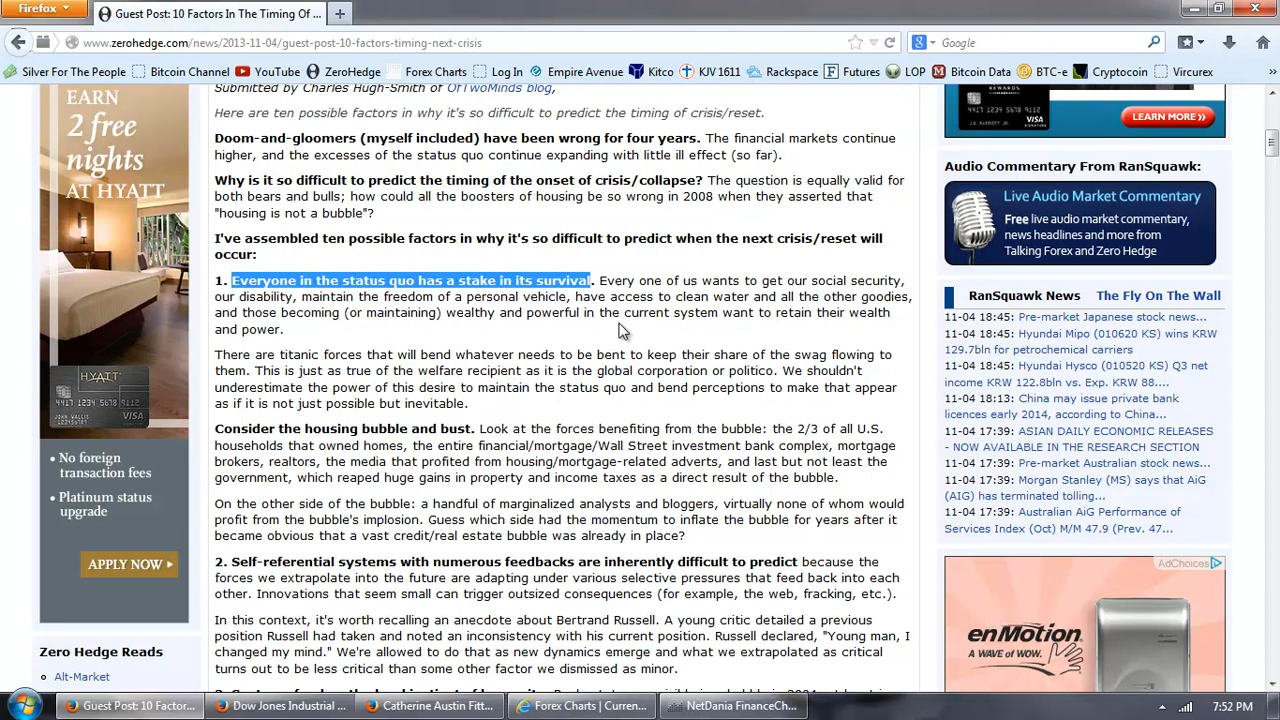 Firefox
Guest Post: 10 Factors In The Timing Of ...
www.zerohedge.com/news/2013-11-04/guest-post-10-factors-timing-next-crisis
Google
Silver For The People
Bitcoin Channel
YouTube
ZeroHedge
Forex Charts
Log In
Empire Avenue
Kitco
KJV 1611
Rackspace
Futures
LOP
Bitcoin Data
BTC-e
Cryptocoin
Vircurex
EARN
2 free
nights
AT HYATT
HYATT
4417 1234 5678 9112
VISA
No foreign
transaction fees
Platinum status
upgrade
APPLY NOW
Zero Hedge Reads
Alt-Market
Submitted by Charles Hugh-Smith of OfTwoMinds blog,
Here are ten possible factors in why it's so difficult to predict the timing of crisis/reset.
Doom-and-gloomers (myself included) have been wrong for four years. The financial markets continue
higher, and the excesses of the status quo continue expanding with little ill effect (so far).
Why is it so difficult to predict the timing of the onset of crisis/collapse? The question is equally valid for
both bears and bulls; how could all the boosters of housing be so wrong in 2008 when they asserted that
"housing is not a bubble"?
I've assembled ten possible factors in why it's so difficult to predict when the next crisis/reset will
occur:
1. Everyone in the status quo has a stake in its survival. Every one of us wants to get our social security,
our disability, maintain the freedom of a personal vehicle, have access to clean water and all the other goodies,
and those becoming (or maintaining) wealthy and powerful in the current system want to retain their wealth
and power.
There are titanic forces that will bend whatever needs to be bent to keep their share of the swag flowing to
them. This is just as true of the welfare recipient as it is the global corporation or politico. We shouldn't
underestimate the power of this desire to maintain the status quo and bend perceptions to make that appear
as if it is not just possible but inevitable.
Consider the housing bubble and bust. Look at the forces benefiting from the bubble: the 2/3 of all U.S.
households that owned homes, the entire financial/mortgage/Wall Street investment bank complex, mortgage
brokers, realtors, the media that profited from housing/mortgage-related adverts, and last but not least the
government, which reaped huge gains in property and income taxes as a direct result of the bubble.
On the other side of the bubble: a handful of marginalized analysts and bloggers, virtually none of whom would
profit from the bubble's implosion. Guess which side had the momentum to inflate the bubble for years after it
became obvious that a vast credit/real estate bubble was already in place?
2. Self-referential systems with numerous feedbacks are inherently difficult to predict because the
forces we extrapolate into the future are adapting under various selective pressures that feed back into each
other. Innovations that seem small can trigger outsized consequences (for example, the web, fracking, etc.).
In this context, it's worth recalling an anecdote about Bertrand Russell. A young critic detailed a previous
position Russell had taken and noted an inconsistency with his current position. Russell declared, "Young man, I
changed my mind." We're allowed to do that as new dynamics emerge and what we extrapolated as critical
turns out to be less critical than some other factor we dismissed as minor.
REWARDS
VISA
LEARN MORE
Audio Commentary From RanSquawk:
Live Audio Market Commentary
Free live audio market commentary,
news headlines and more from
Talking Forex and Zero Hedge
RanSquawk News The Fly On The Wall
11-04 18:45: Pre-market Japanese stock news...
11-04 18:45: Hyundai Mipo (010620 KS) wins KRW
129.7bln for petrochemical carriers
11-04 18:45: Hyundai Hysco (010520 KS) Q3 net
income KRW 122.8bln vs. Exp. KRW 88....
11-04 18:13: China may issue private bank
licences early 2014, according to China...
11-04 17:39: ASIAN DAILY ECONOMIC RELEASES
- NOW AVAILABLE IN THE RESEARCH SECTION
11-04 17:39: Pre-market Australian stock news...
11-04 17:39: Morgan Stanley (MS) says that AiG
(AIG) has terminated tolling...
11-04 17:39: Australian AiG Performance of
Services Index (Oct) M/M 47.9 (Prev. 47...
AdChoices
enMotion
A WAVE OF WOW.
Guest Post: 10 Factor...
Dow Jones Industrial ...
Catherine Austin Fitt...
Forex Charts | Curren...
NetDania FinanceCh...
7:52 PM